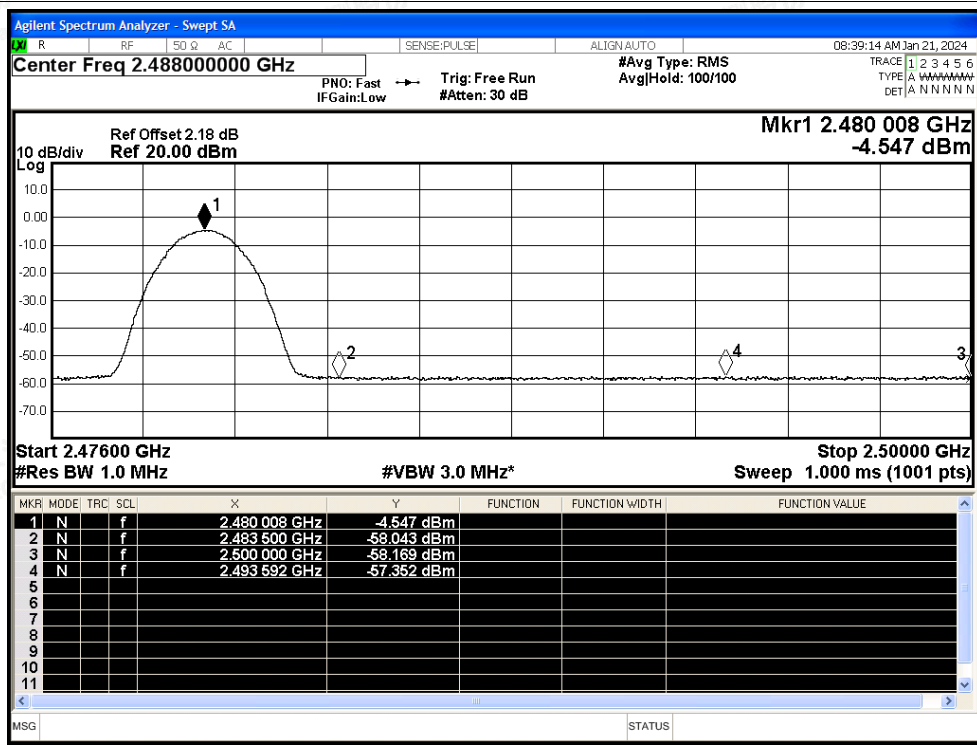 Agilent Spectrum Analyzer - Swept SA
LXI R RF 50 Ω AC SENSE:PULSE ALIGN AUTO 08:39:14 AM Jan 21, 2024
Center Freq 2.488000000 GHz
PNO: Fast
IFGain:Low
Trig: Free Run
#Atten: 30 dB
#Avg Type: RMS
Avg|Hold: 100/100
TRACE 1 2 3 4 5 6
TYPE A WWWWW
DET A N N N N N
Mkr1 2.480 008 GHz
-4.547 dBm
Ref Offset 2.18 dB
10 dB/div Ref 20.00 dBm
Log
10.0
0.00
-10.0
-20.0
-30.0
-40.0
-50.0
-60.0
-70.0
1
2
4
3
Start 2.47600 GHz Stop 2.50000 GHz
#Res BW 1.0 MHz #VBW 3.0 MHz* Sweep 1.000 ms (1001 pts)
MKR MODE TRC SCL X Y FUNCTION FUNCTION WIDTH FUNCTION VALUE
1 N f 2.480 008 GHz -4.547 dBm
2 N f 2.483 500 GHz -58.043 dBm
3 N f 2.500 000 GHz -58.169 dBm
4 N f 2.493 592 GHz -57.352 dBm
5
6
7
8
9
10
11
MSG STATUS